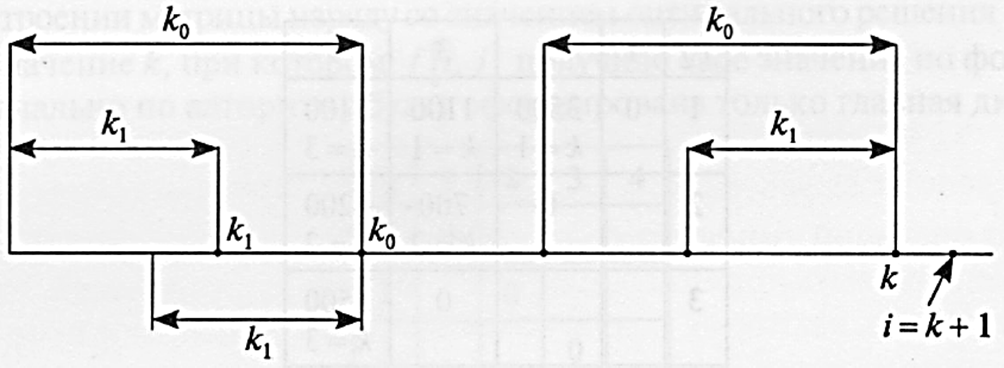 k₀ k₀
k₁ k₁
k₁ k₀
k
k₁ i = k + 1